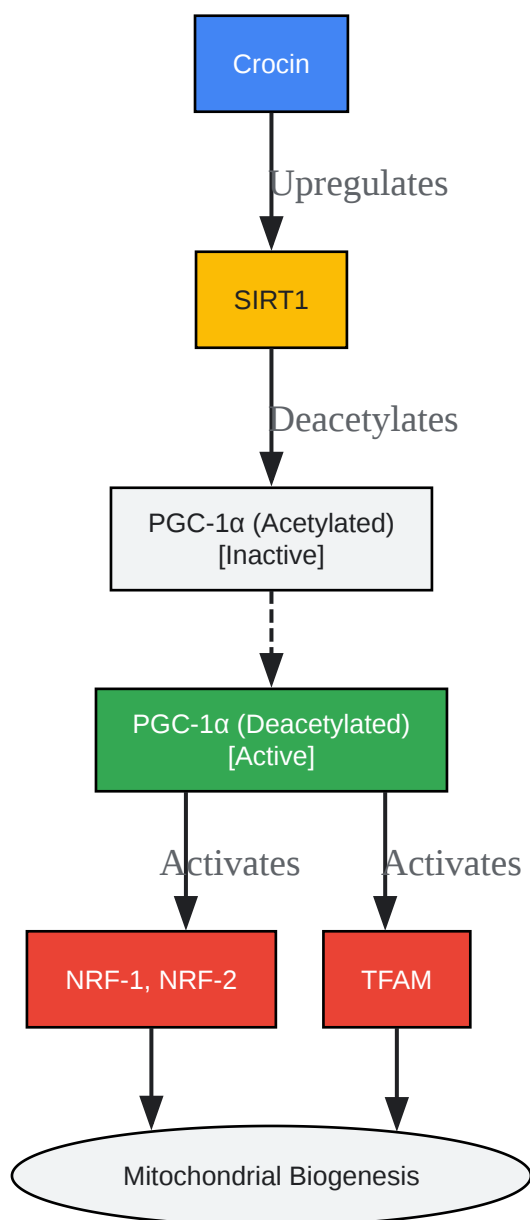 Crocin
Upregulates
SIRT1
Deacetylates
PGC-1α (Acetylated)
[Inactive]
PGC-1α (Deacetylated)
[Active]
Activates
Activates
NRF-1, NRF-2
TFAM
Mitochondrial Biogenesis